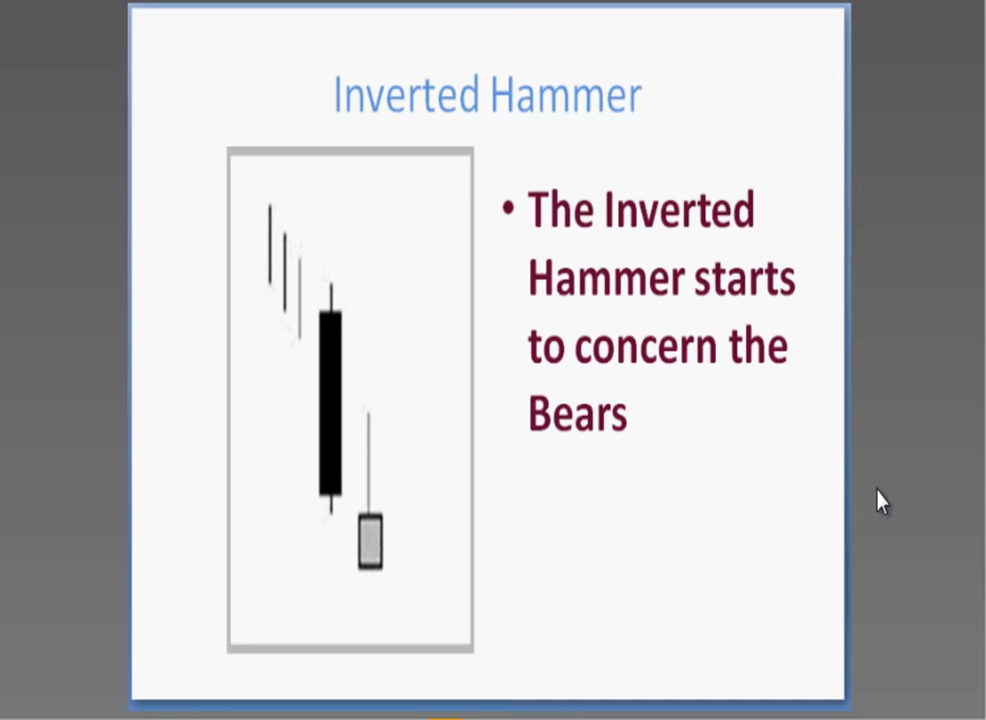 Inverted Hammer
• The Inverted
Hammer starts
to concern the
Bears